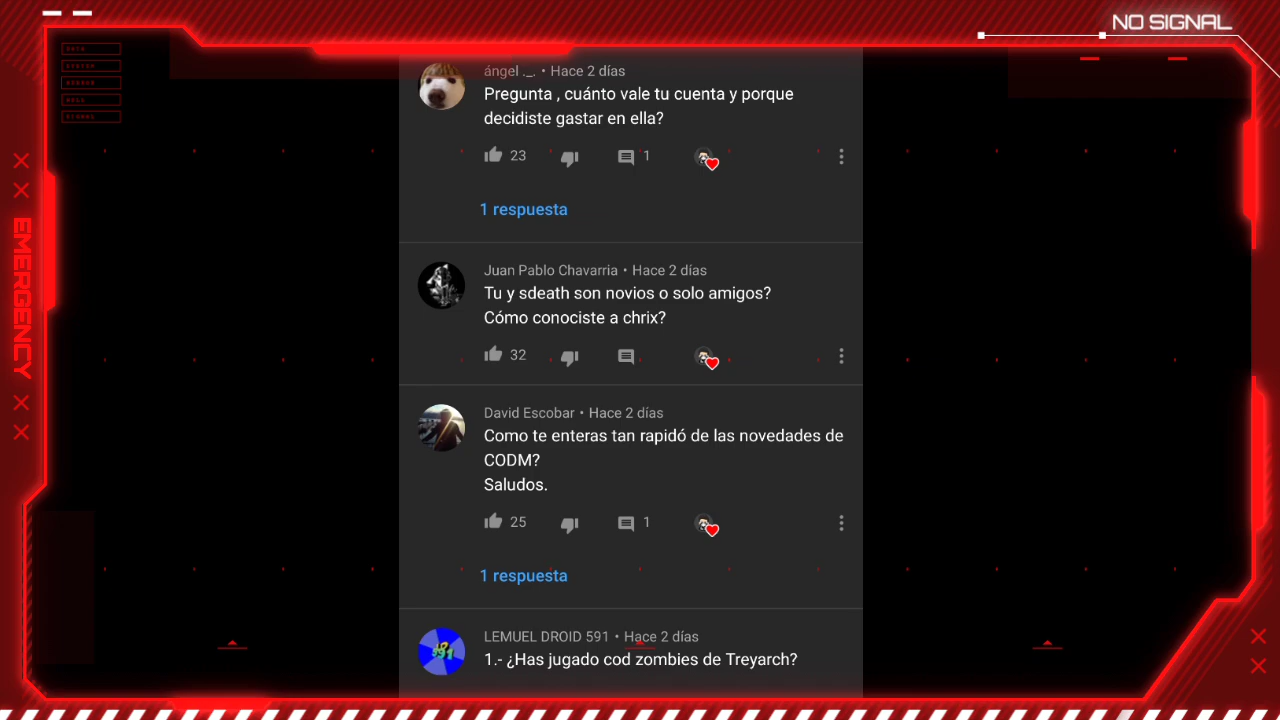 NO SIGNAL
EMERGENCY
ángel ._. • Hace 2 días
Pregunta , cuánto vale tu cuenta y porque
decidiste gastar en ella?
23
1
1 respuesta
Juan Pablo Chavarria • Hace 2 días
Tu y sdeath son novios o solo amigos?
Cómo conociste a chrix?
32
David Escobar • Hace 2 días
Como te enteras tan rapidó de las novedades de
CODM?
Saludos.
25
1
1 respuesta
LEMUEL DROID 591 • Hace 2 días
1.- ¿Has jugado cod zombies de Treyarch?